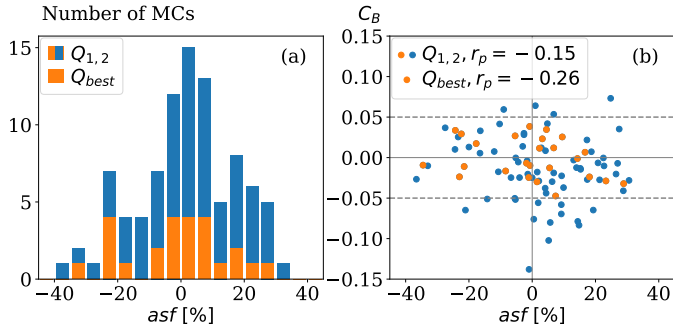 Number of MCs
15
10
5
0
−40
−20
0
20
40
asf [%]
Q1, 2
Qbest
(a)
CB
0.15
0.10
0.05
0.00
−0.05
−0.10
−0.15
−40
−20
0
20
40
asf [%]
Q1, 2, rp = −0.15
Qbest, rp = −0.26
(b)